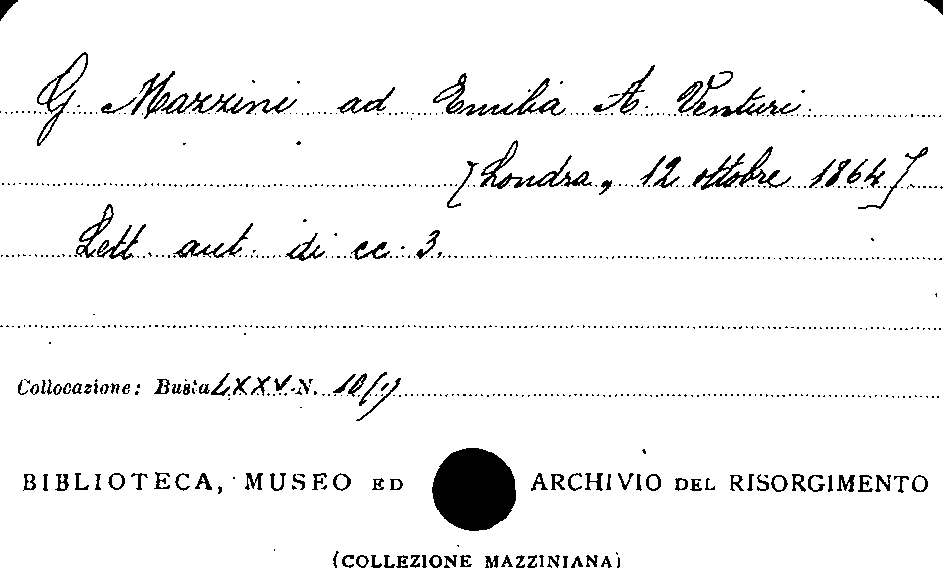 G. Mazzini ad Emilia A. Venturi.
[Londra, 12 ottobre 1864]
Lett. aut. di cc. 3.
Collocazione: Busta LXXV N. 10(1)
BIBLIOTECA, MUSEO ED ARCHIVIO DEL RISORGIMENTO
(COLLEZIONE MAZZINIANA)